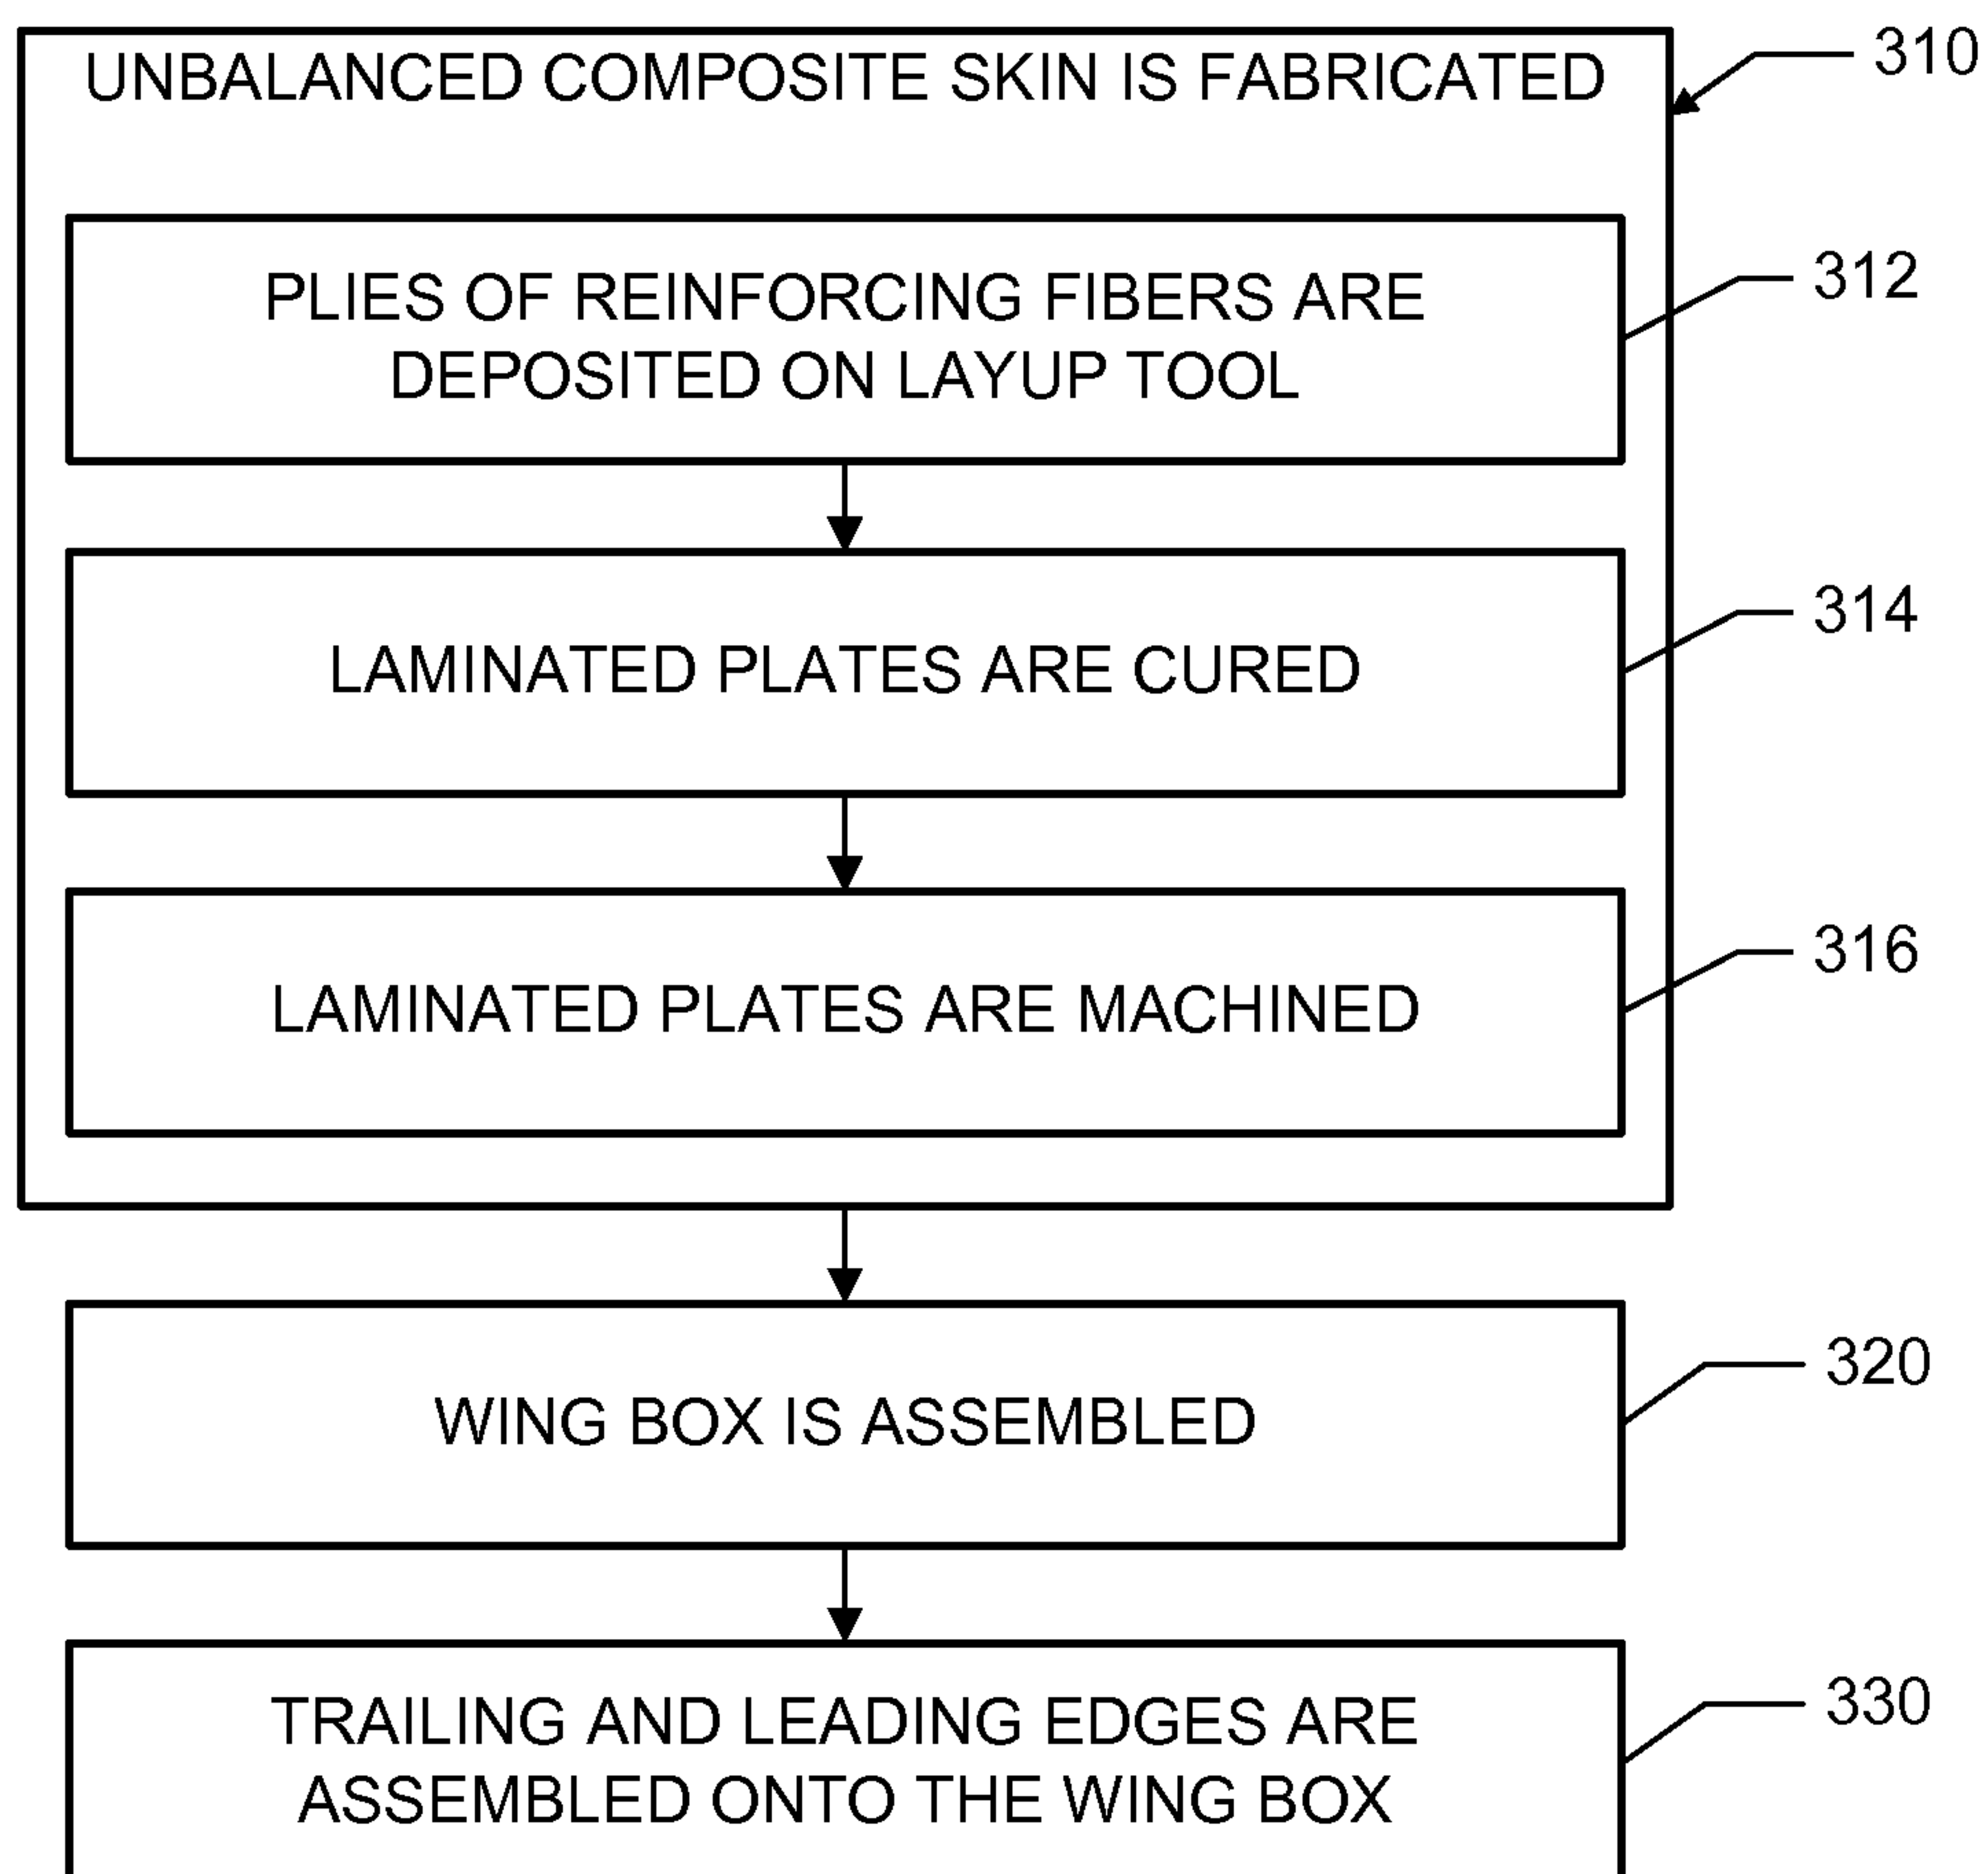 UNBALANCED COMPOSITE SKIN IS FABRICATED
310
PLIES OF REINFORCING FIBERS ARE
DEPOSITED ON LAYUP TOOL
312
LAMINATED PLATES ARE CURED
314
LAMINATED PLATES ARE MACHINED
316
WING BOX IS ASSEMBLED
320
TRAILING AND LEADING EDGES ARE
ASSEMBLED ONTO THE WING BOX
330